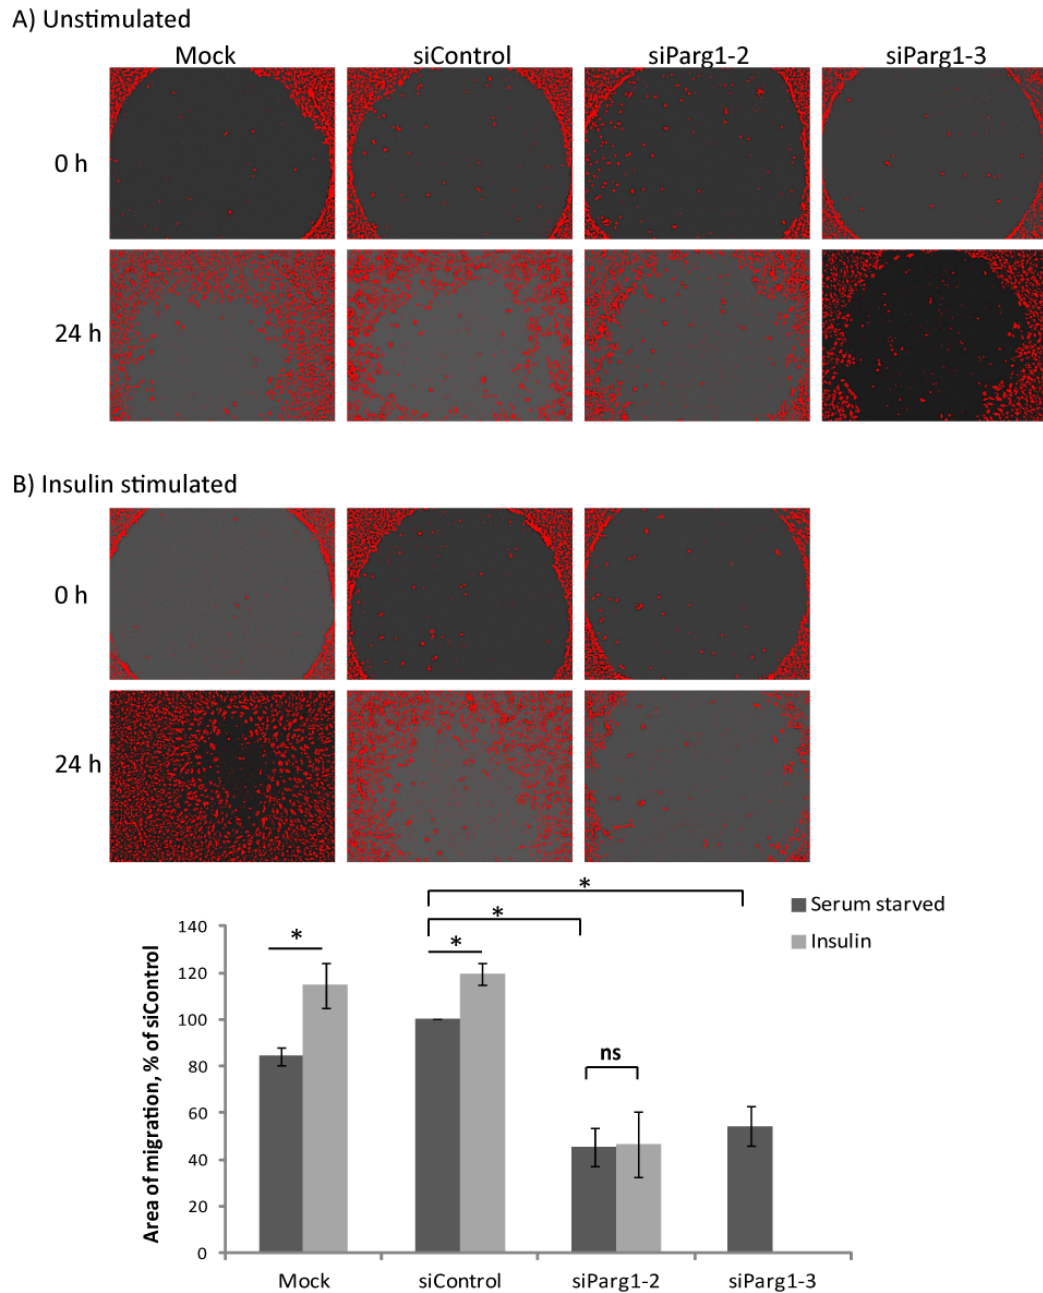 A) Unstimulated
Mock siControl siParg1-2 siParg1-3
0 h
24 h
B) Insulin stimulated
0 h
24 h
*
*
* * ns
Serum starved
Insulin
Area of migration, % of siControl
140
120
100
80
60
40
20
0
Mock siControl siParg1-2 siParg1-3